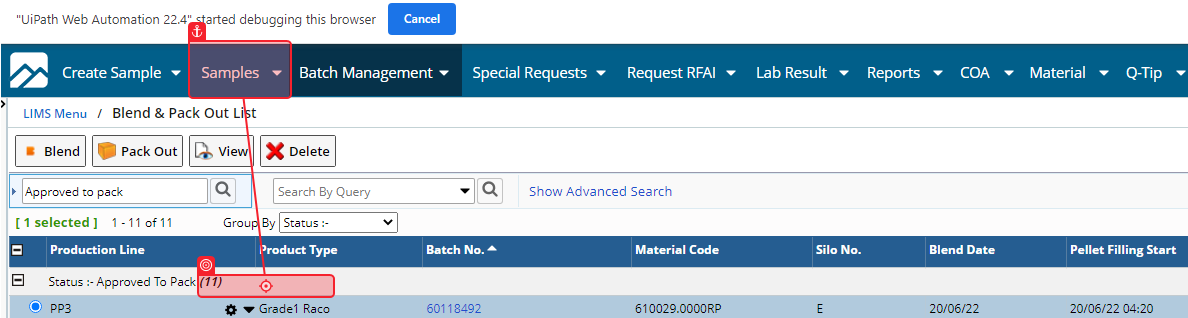 "UiPath Web Automation 22.4" started debugging this browser Cancel
Create Sample Samples Batch Management Special Requests Request RFAI Lab Result Reports COA Material Q-Tip
LIMS Menu / Blend & Pack Out List
Blend Pack Out View Delete
Approved to pack Search By Query Show Advanced Search
[ 1 selected ] 1 - 11 of 11 Group By Status :-
Production Line Product Type Batch No. Material Code Silo No. Blend Date Pellet Filling Start
Status :- Approved To Pack (11)
PP3 Grade1 Raco 60118492 610029.0000RP E 20/06/22 20/06/22 04:20